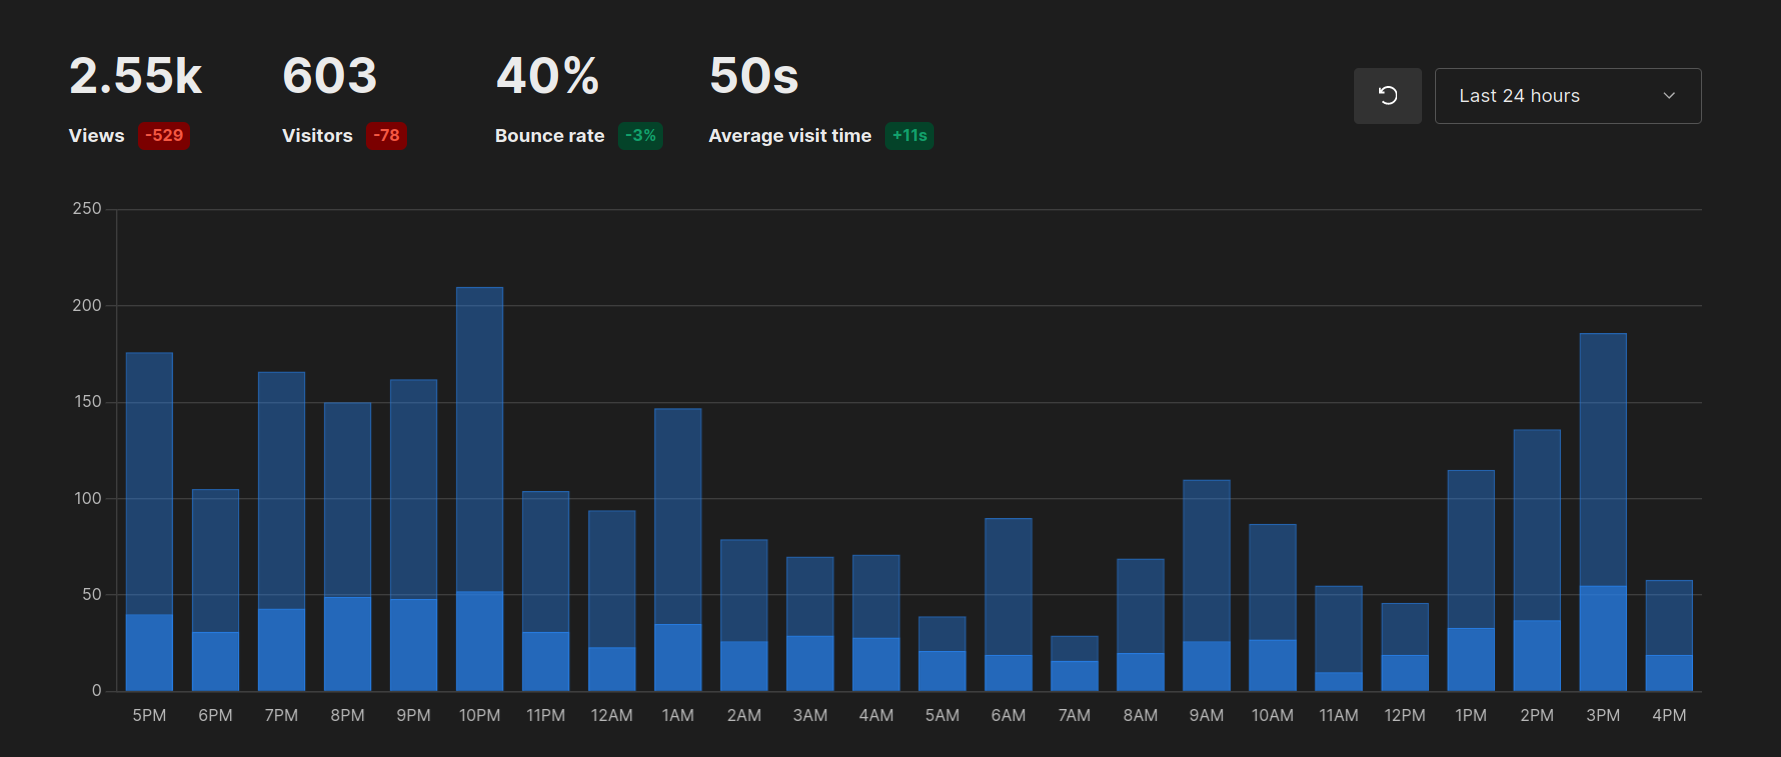 2.55k 603 40% 50s
Views -529 Visitors -78 Bounce rate -3% Average visit time +11s
Last 24 hours
250
200
150
100
50
0
5PM 6PM 7PM 8PM 9PM 10PM 11PM 12AM 1AM 2AM 3AM 4AM 5AM 6AM 7AM 8AM 9AM 10AM 11AM 12PM 1PM 2PM 3PM 4PM